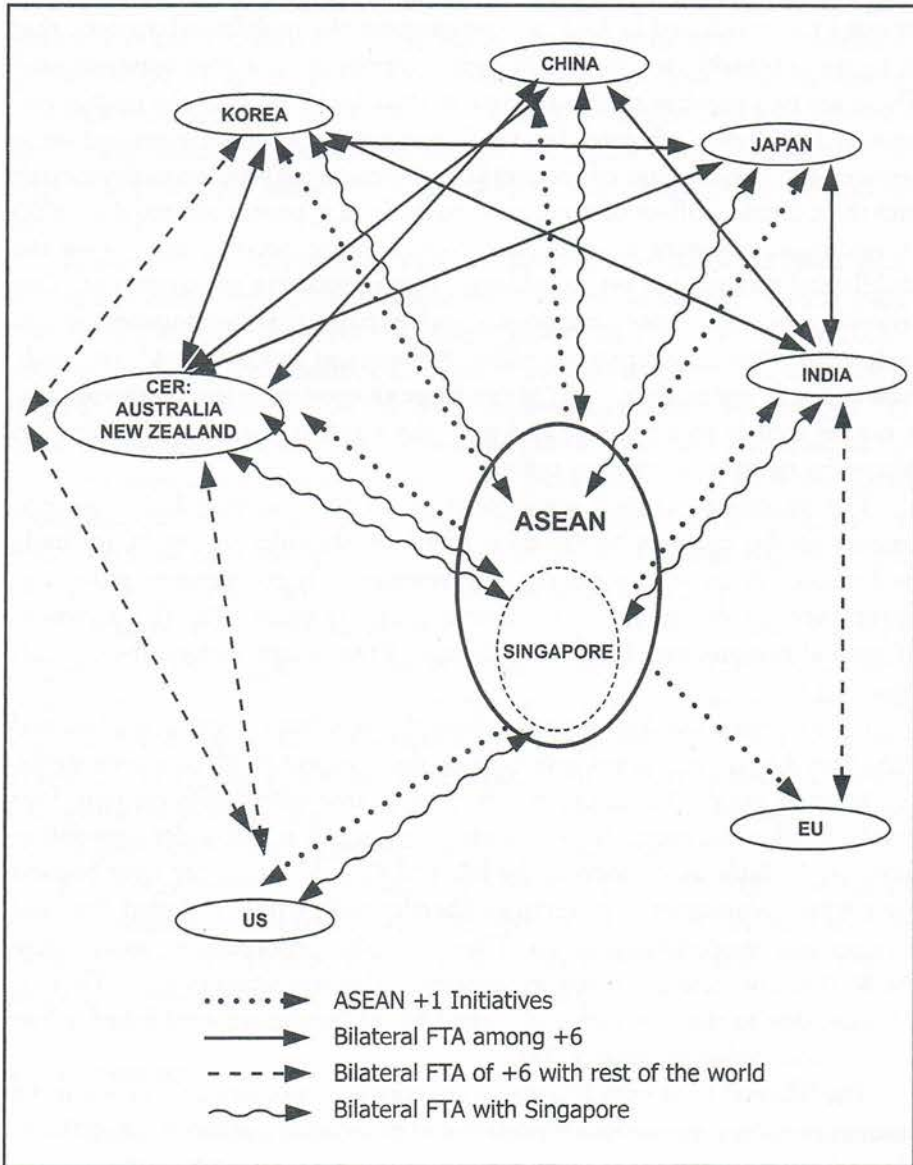 CHINA
KOREA
JAPAN
CER:
AUSTRALIA
NEW ZEALAND
INDIA
ASEAN
SINGAPORE
EU
US
ASEAN +1 Initiatives
Bilateral FTA among +6
Bilateral FTA of +6 with rest of the world
Bilateral FTA with Singapore